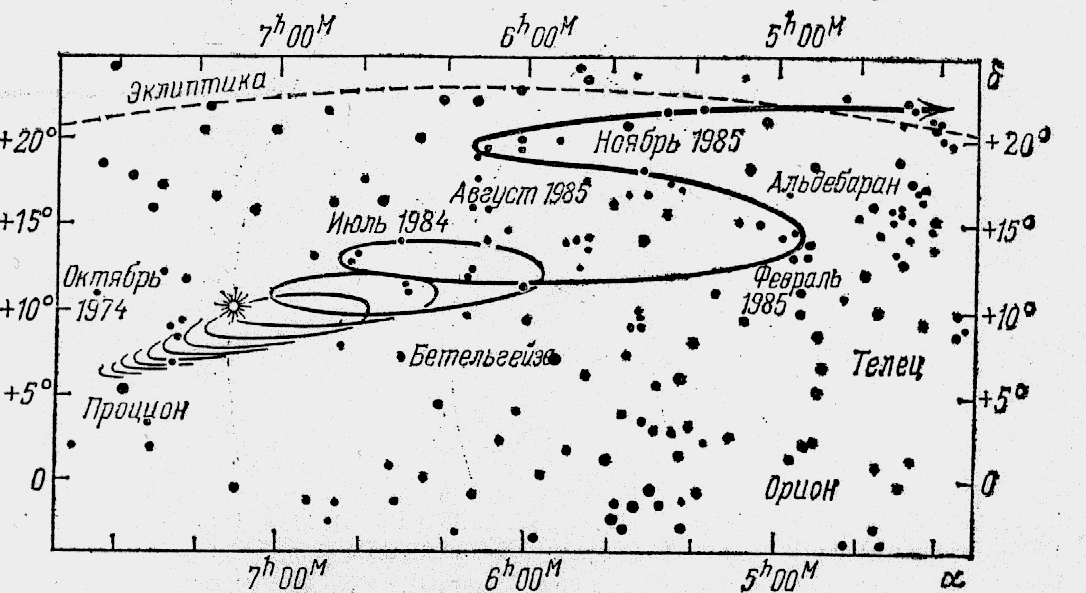 7ʰ00ᴹ 6ʰ00ᴹ 5ʰ00ᴹ
δ
Эклиптика
+20° +20°
Ноябрь 1985
Август 1985
Альдебаран
Июль 1984
+15° +15°
Октябрь
1974
Февраль
1985
+10° +10°
Бетельгейзе
Телец
+5° +5°
Процион
0 0
Орион
7ʰ00ᴹ 6ʰ00ᴹ 5ʰ00ᴹ α